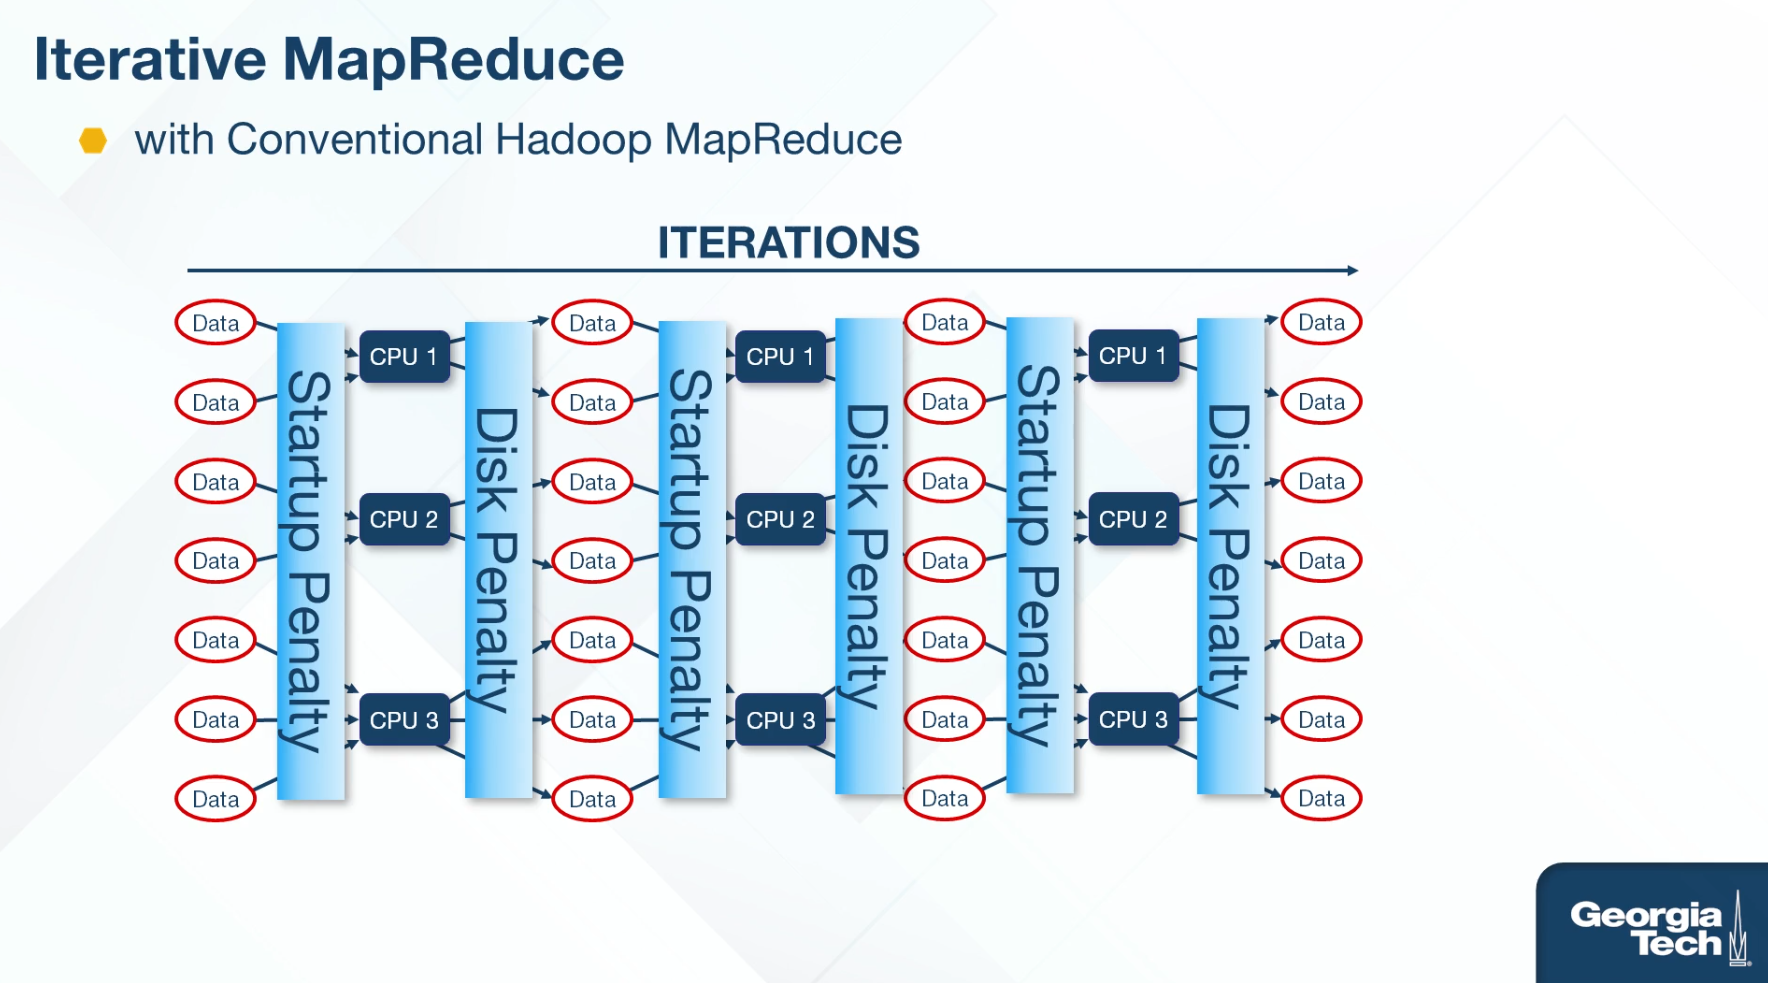 Iterative MapReduce
with Conventional Hadoop MapReduce
ITERATIONS
Data
Data
Data
Data
Data
Data
Data
Startup Penalty
CPU 1
CPU 2
CPU 3
Disk Penalty
Data
Data
Data
Data
Data
Data
Data
Startup Penalty
CPU 1
CPU 2
CPU 3
Disk Penalty
Data
Data
Data
Data
Data
Data
Data
Startup Penalty
CPU 1
CPU 2
CPU 3
Disk Penalty
Data
Data
Data
Data
Data
Data
Data
Georgia
Tech